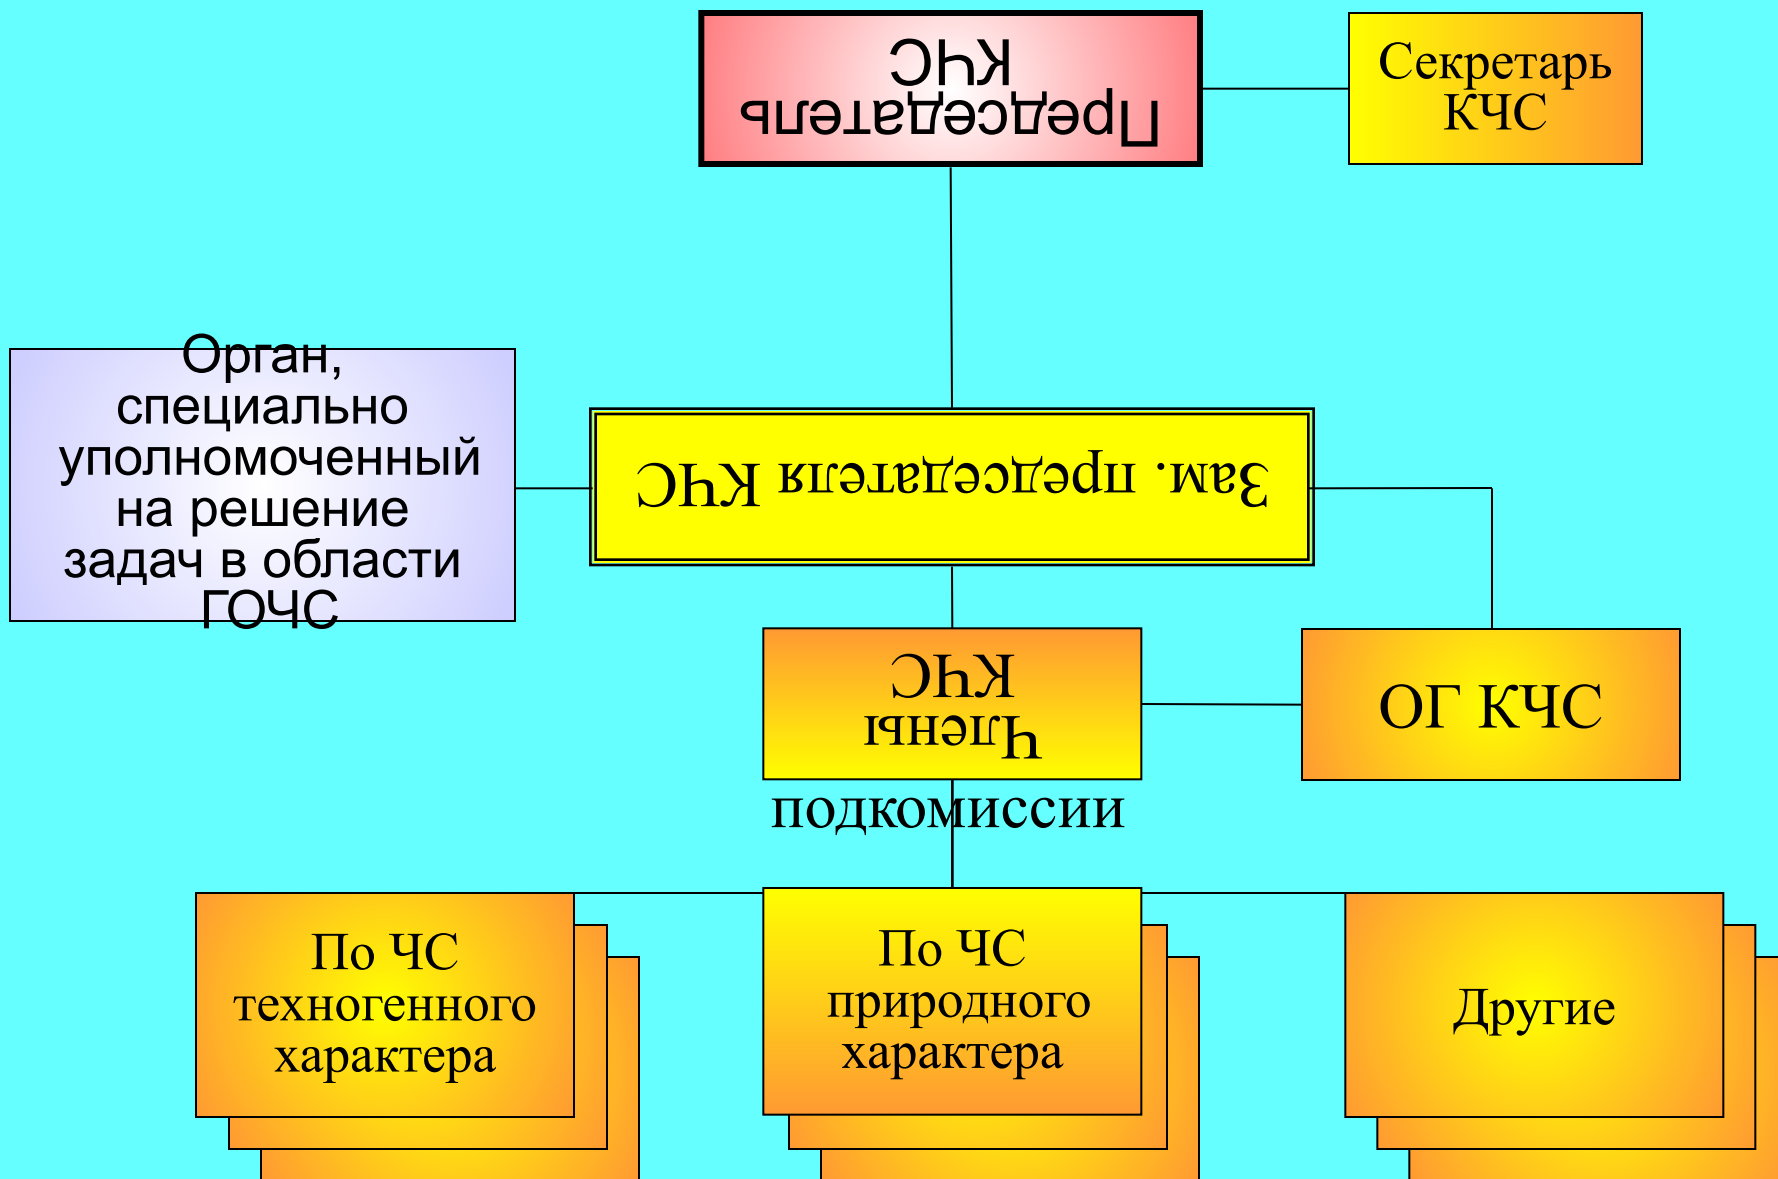 Председатель
КЧС
Секретарь
КЧС
Орган,
специально
уполномоченный
на решение
задач в области
ГОЧС
Зам. председателя КЧС
Члены
КЧС
ОГ КЧС
подкомиссии
По ЧС
техногенного
характера
По ЧС
природного
характера
Другие